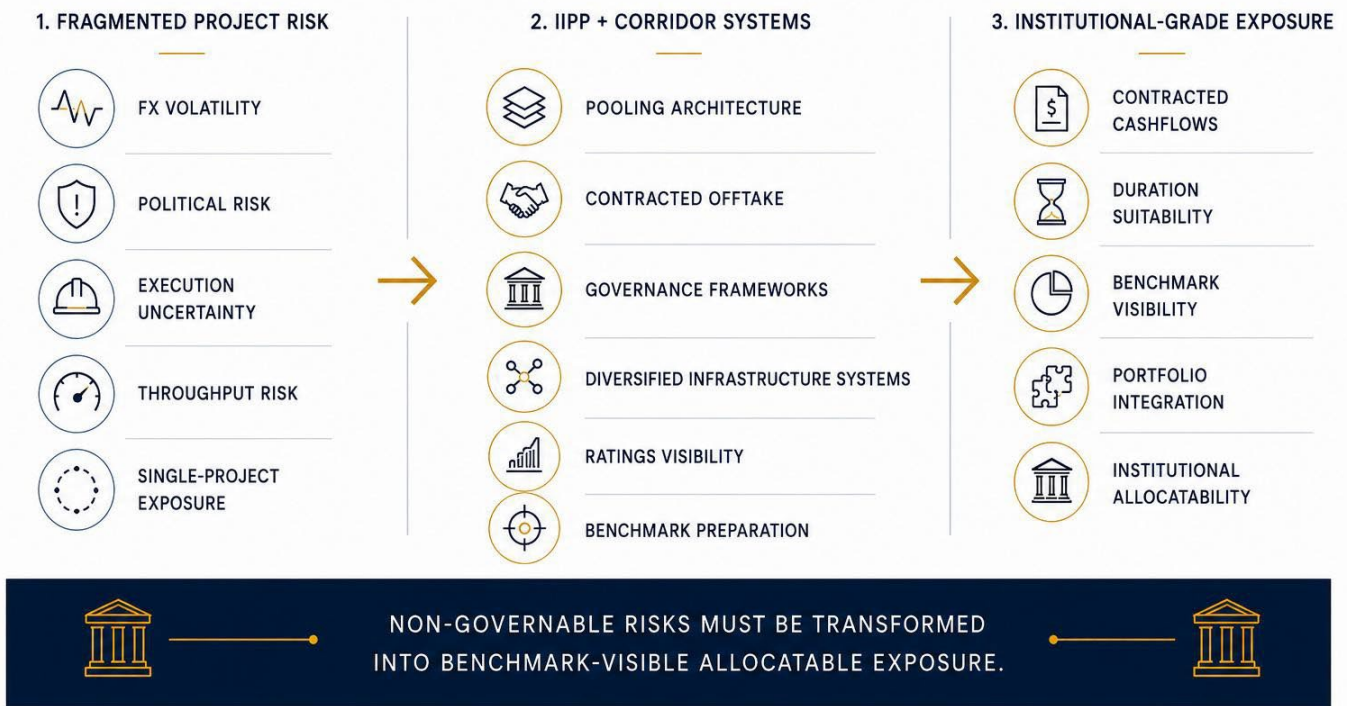 1. FRAGMENTED PROJECT RISK
FX VOLATILITY
POLITICAL RISK
EXECUTION
UNCERTAINTY
THROUGHPUT RISK
SINGLE-PROJECT
EXPOSURE
2. IIPP + CORRIDOR SYSTEMS
POOLING ARCHITECTURE
CONTRACTED OFFTAKE
GOVERNANCE FRAMEWORKS
DIVERSIFIED INFRASTRUCTURE SYSTEMS
RATINGS VISIBILITY
BENCHMARK PREPARATION
3. INSTITUTIONAL-GRADE EXPOSURE
$
CONTRACTED
CASHFLOWS
DURATION
SUITABILITY
BENCHMARK
VISIBILITY
PORTFOLIO
INTEGRATION
INSTITUTIONAL
ALLOCATABILITY
NON-GOVERNABLE RISKS MUST BE TRANSFORMED
INTO BENCHMARK-VISIBLE ALLOCATABLE EXPOSURE.